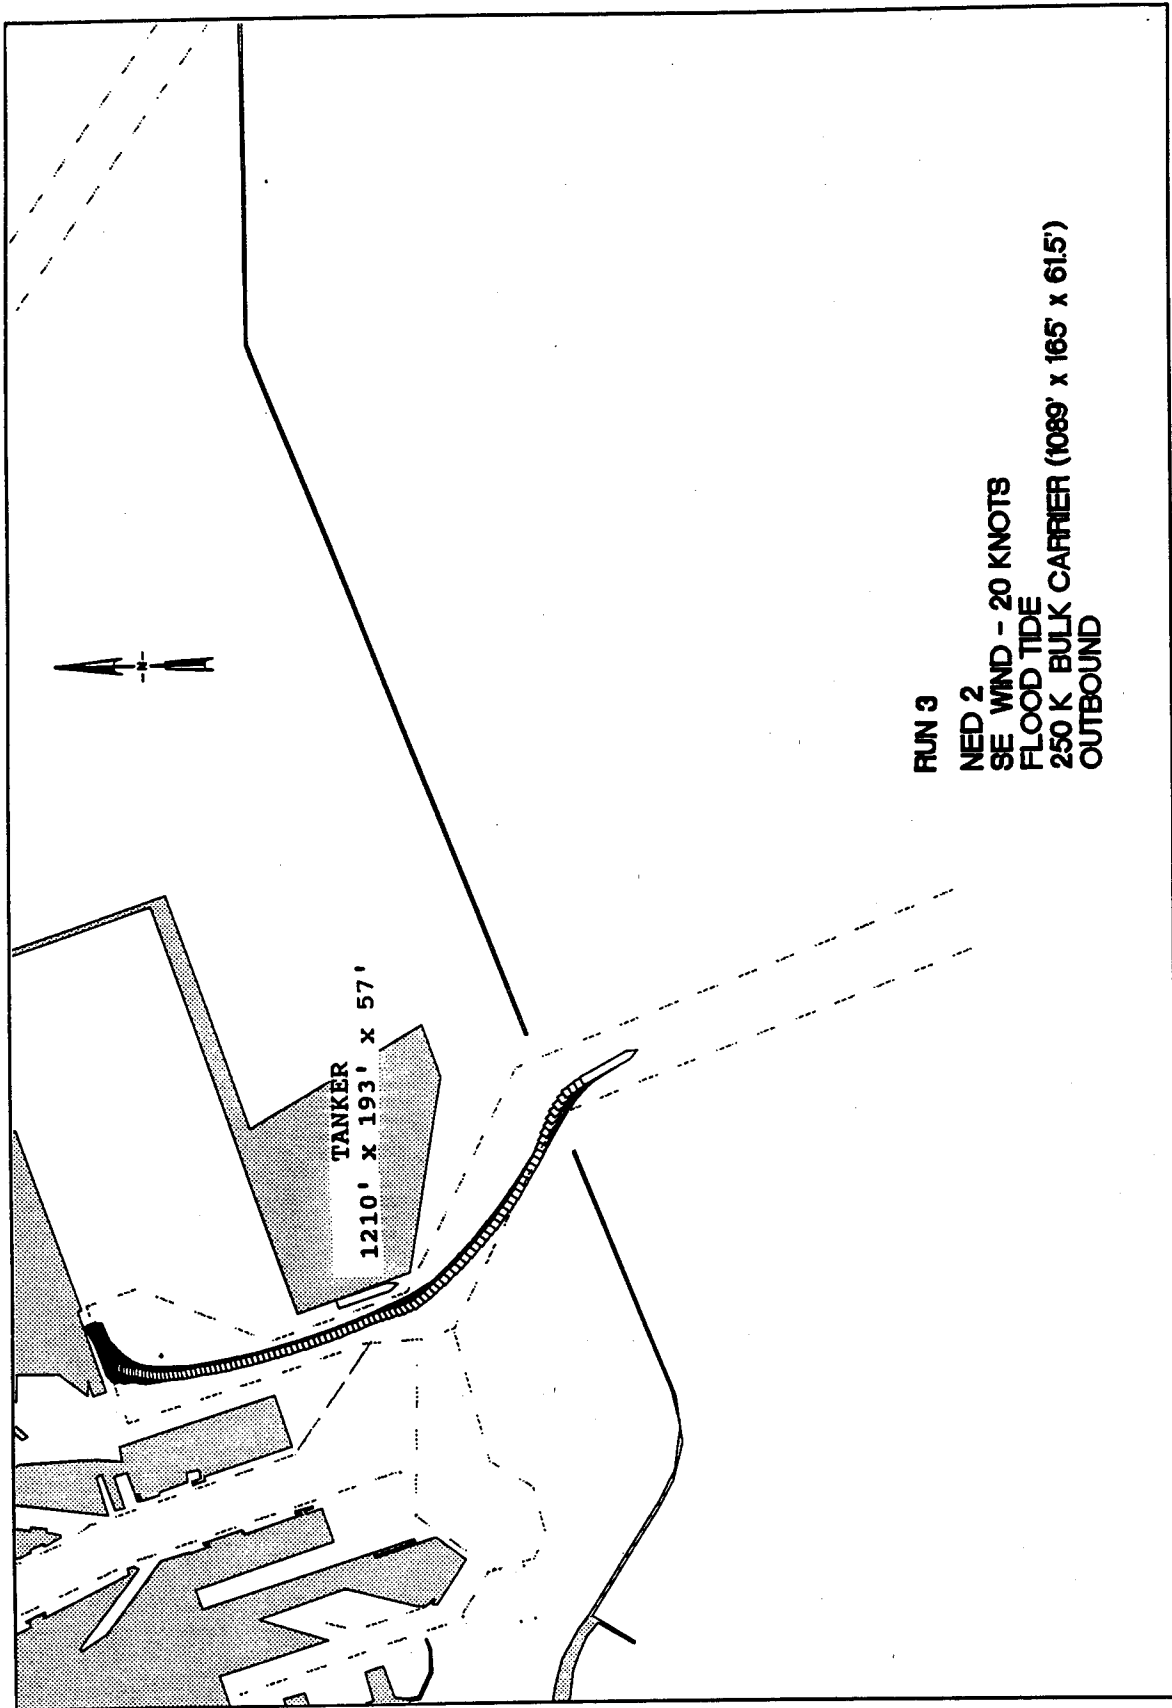 -N-
TANKER
1210' x 193' x 57'
RUN 3
NED 2
SE WIND - 20 KNOTS
FLOOD TIDE
250 K BULK CARRIER (1089' x 165' x 61.5')
OUTBOUND